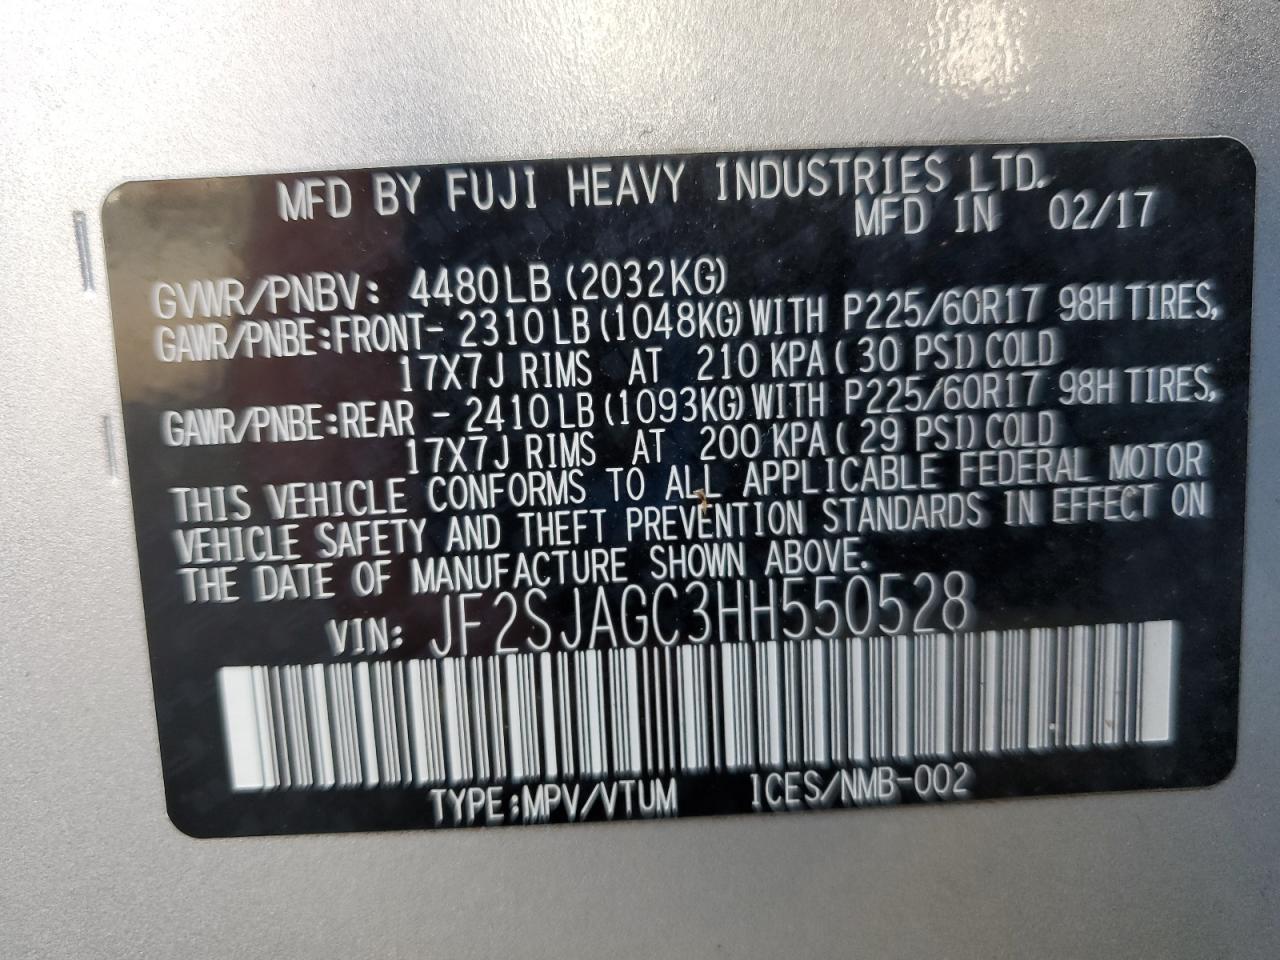 MFD BY FUJI HEAVY INDUSTRIES LTD.
MFD IN 02/17
GVWR/PNBV: 4480LB (2032KG)
GAWR/PNBE:FRONT- 2310LB(1048KG)WITH P225/60R17 98H TIRES,
17X7J RIMS AT 210 KPA( 30 PSI)COLD
GAWR/PNBE:REAR - 2410LB(1093KG)WITH P225/60R17 98H TIRES,
17X7J RIMS AT 200 KPA( 29 PSI)COLD
THIS VEHICLE CONFORMS TO ALL APPLICABLE FEDERAL MOTOR
VEHICLE SAFETY AND THEFT PREVENTION STANDARDS IN EFFECT ON
THE DATE OF MANUFACTURE SHOWN ABOVE.
VIN: JF2SJAGC3HH550528
TYPE:MPV/VTUM ICES/NMB-002